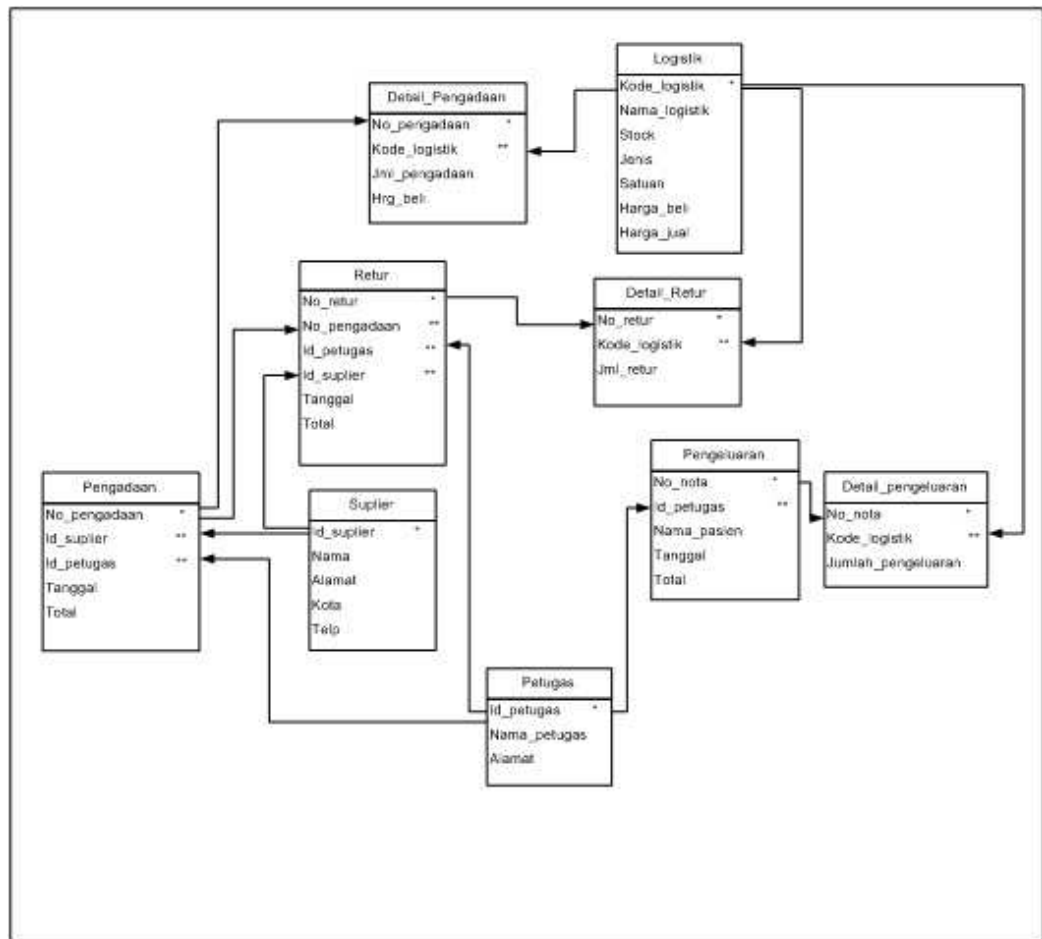 Logistik
Kode_logistik *
Nama_logistik
Stock
Jenis
Satuan
Harga_beli
Harga_jual
Detail_Pengadaan
No_pengadaan *
Kode_logistik **
Jml_pengadaan
Hrg_beli
Retur
No_retur *
No_pengadaan **
Id_petugas **
Id_suplier **
Tanggal
Total
Detail_Retur
No_retur *
Kode_logistik **
Jml_retur
Pengeluaran
No_nota *
Id_petugas **
Nama_pasien
Tanggal
Total
Detail_pengeluaran
No_nota *
Kode_logistik **
Jumlah_pengeluaran
Pengadaan
No_pengadaan *
Id_suplier **
Id_petugas **
Tanggal
Total
Suplier
Id_suplier *
Nama
Alamat
Kota
Telp
Petugas
Id_petugas *
Nama_petugas
Alamat